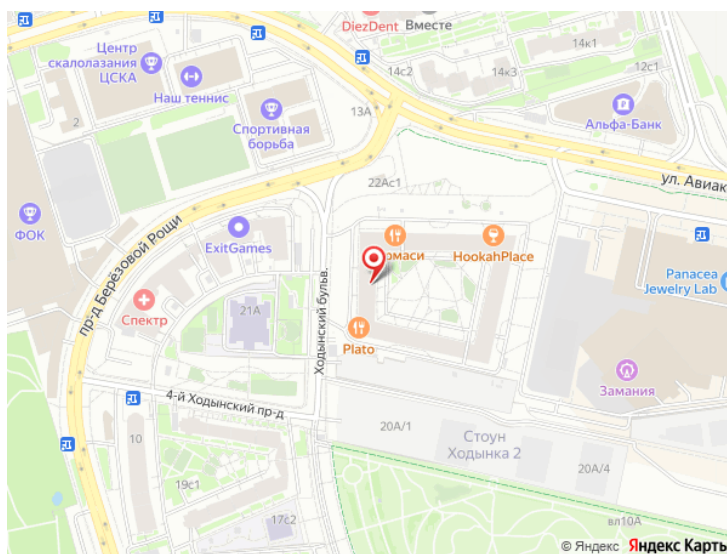 DiezDent
Вместе
14к1
14с2
14к3
12с1
Центр
скалолазания
ЦСКА
Наш теннис
2
13А
Спортивная
борьба
Альфа-Банк
ул. Авиак
22Ас1
ФОК
ExitGames
пр-д Берёзовой Рощи
Ходынский бульв.
HookahPlace
Panacea
Jewelry Lab
Спектр
21А
Plato
Замания
4-й Ходынский пр-д
20А/1
Стоун
Ходынка 2
10
19с1
20А/4
17с2
вл10А
© Яндекс Яндекс Карты